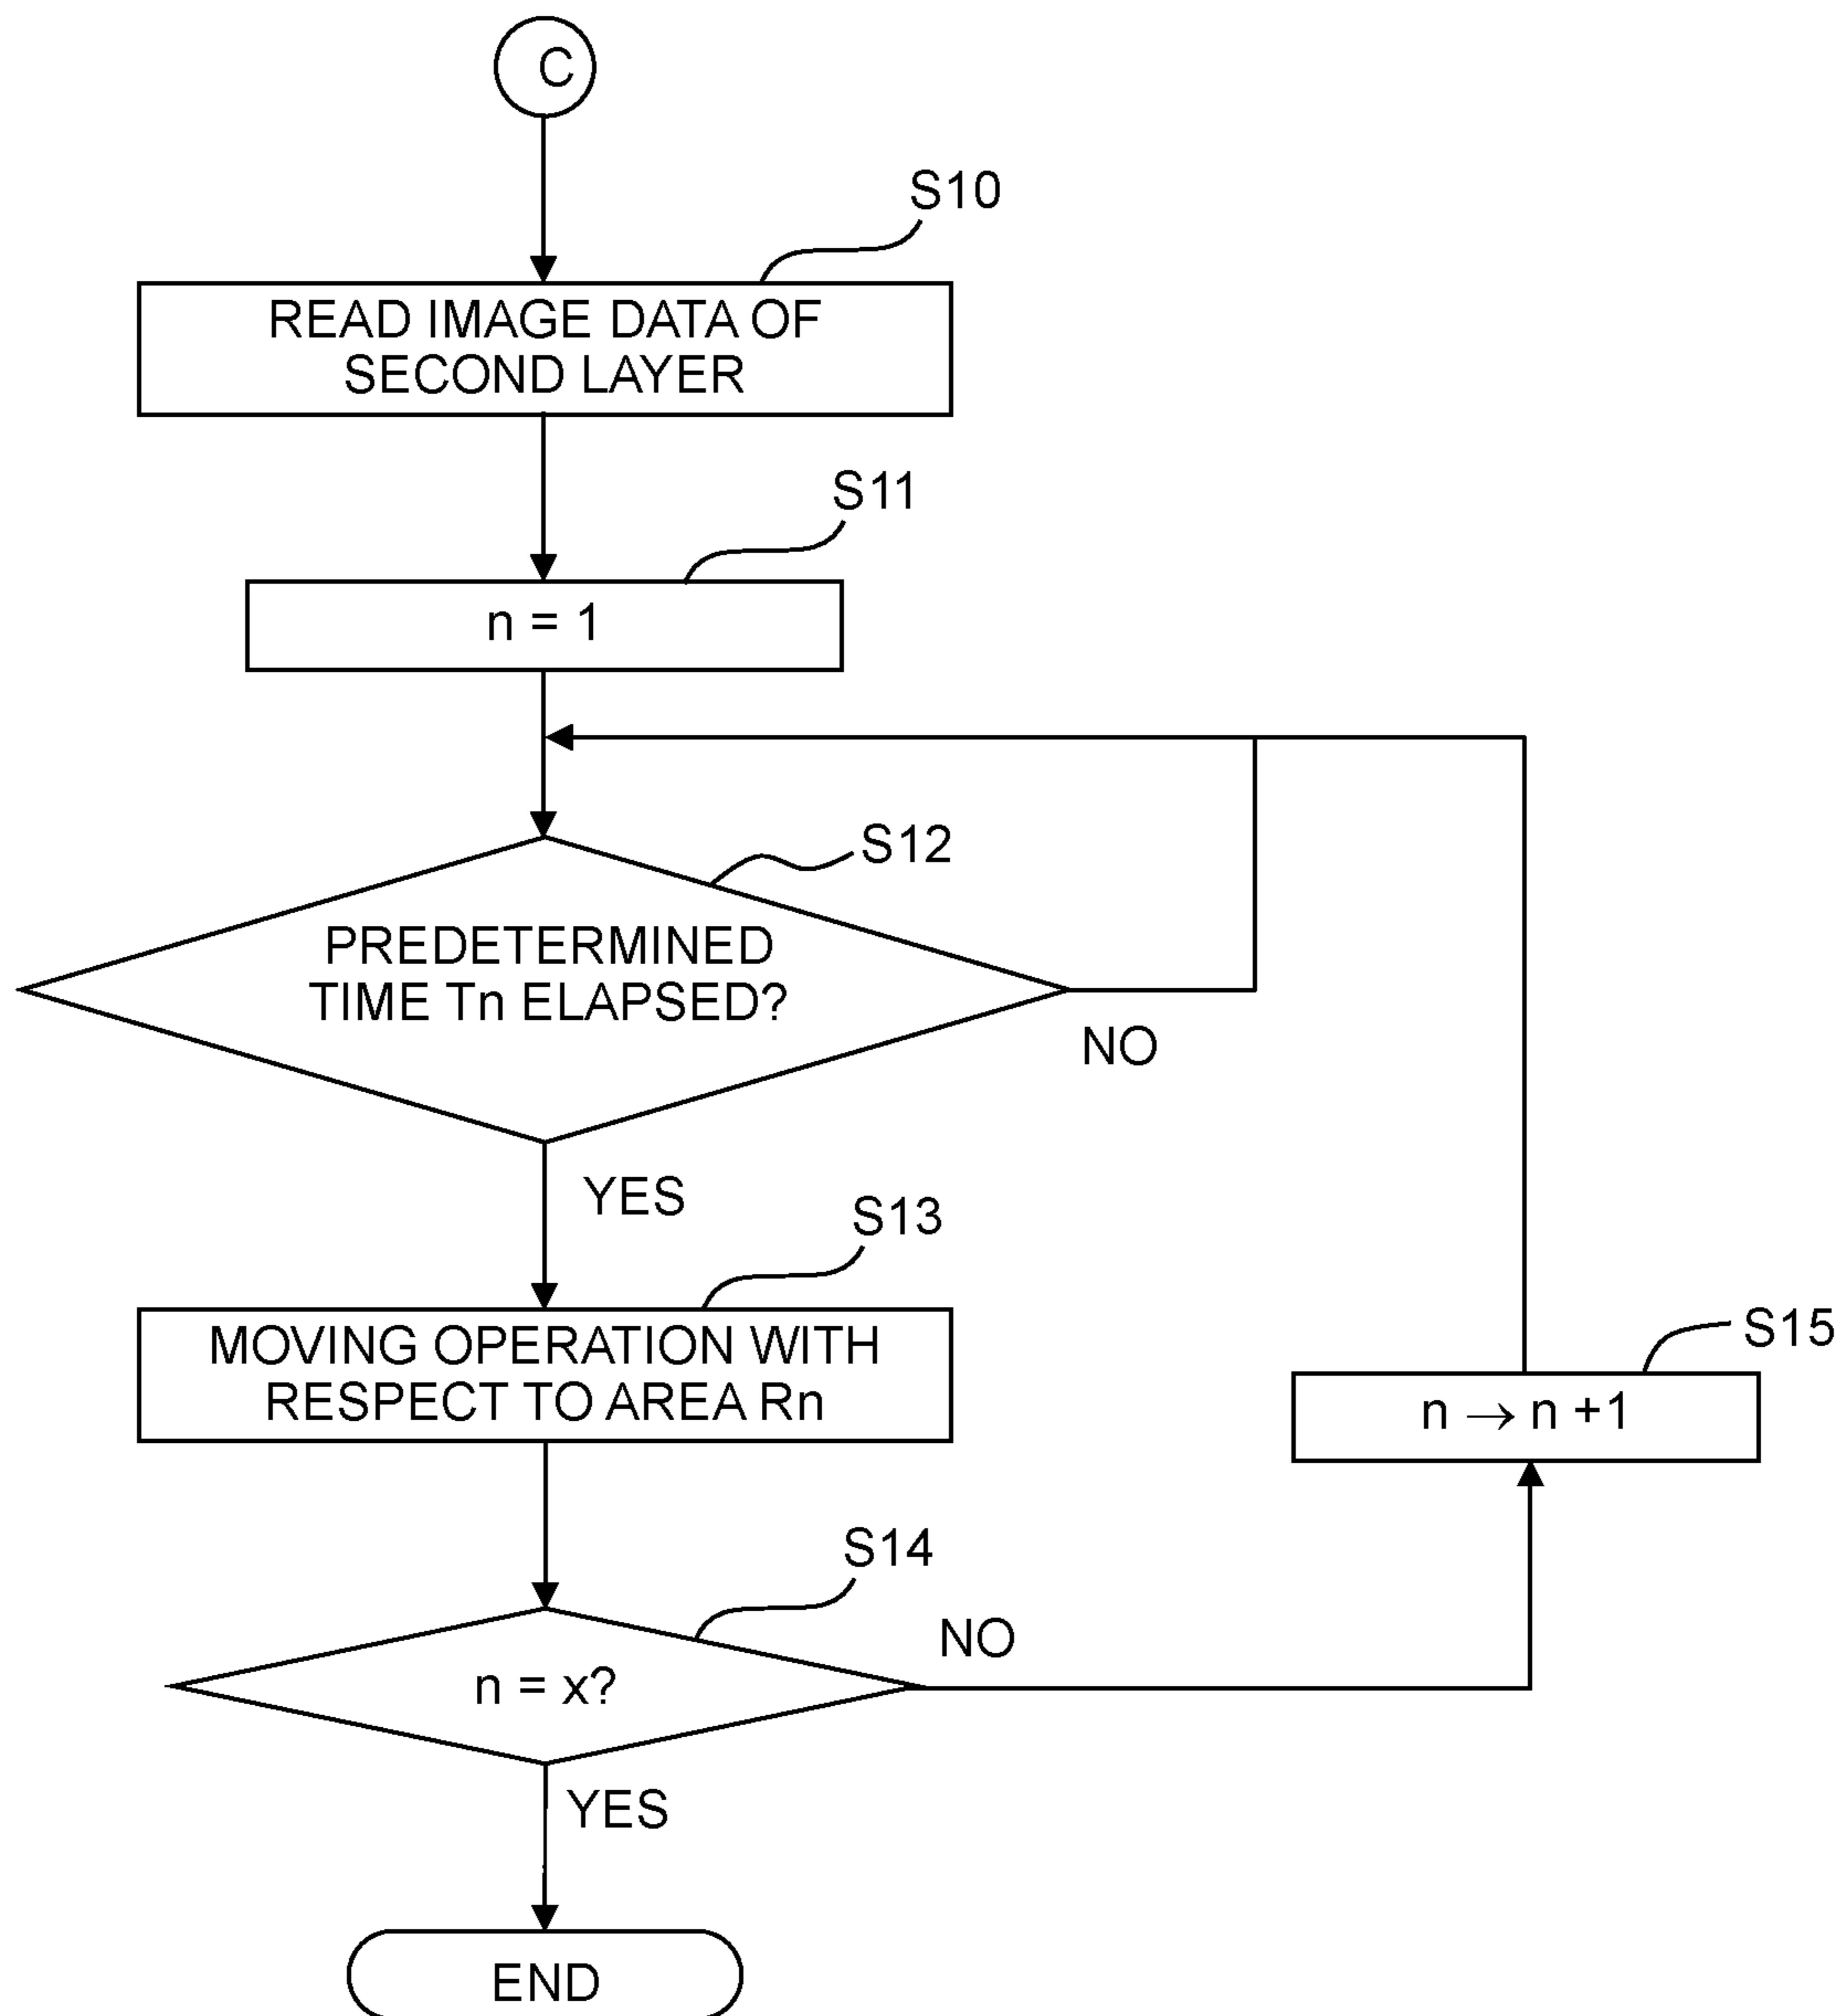 C
S10
READ IMAGE DATA OF
SECOND LAYER
S11
n = 1
S12
PREDETERMINED
TIME Tn ELAPSED?
NO
YES
S13
MOVING OPERATION WITH
RESPECT TO AREA Rn
S15
n → n +1
S14
NO
n = x?
YES
END